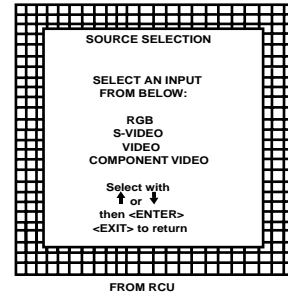 SOURCE SELECTION
SELECT AN INPUT
FROM BELOW:
RGB
S-VIDEO
VIDEO
COMPONENT VIDEO
Select with
↑ or ↓
then <ENTER>
<EXIT> to return
FROM RCU